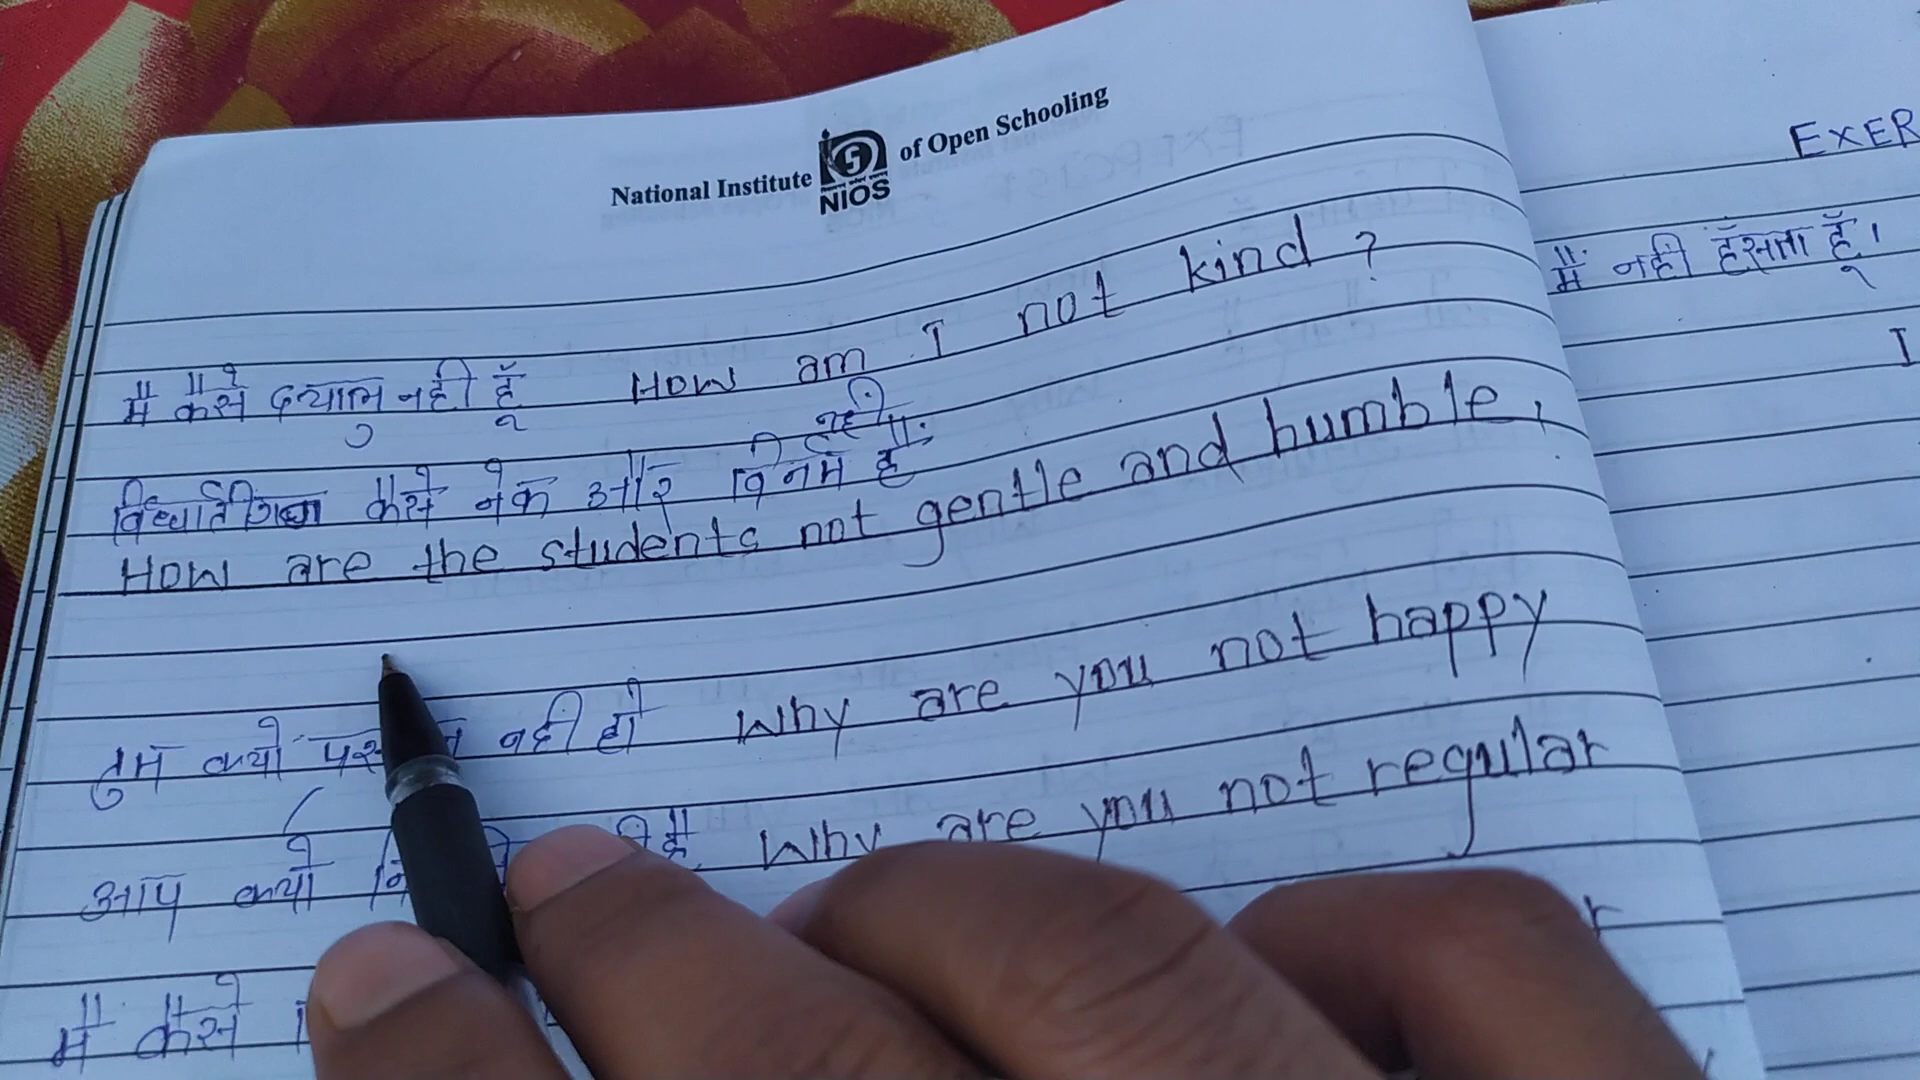 National Institute of Open Schooling
NIOS
मैं कैसे दयालु नहीं हूँ How am I not kind ?
नहीं
कैसे नेक और विनम्र हैं
How are the students not gentle and humble,
तुम क्यों नहीं हो Why are you not happy
आप क्यों Why are you not regular
मैं कैसे
EXER
मैं नहीं हँसता हूँ।
I